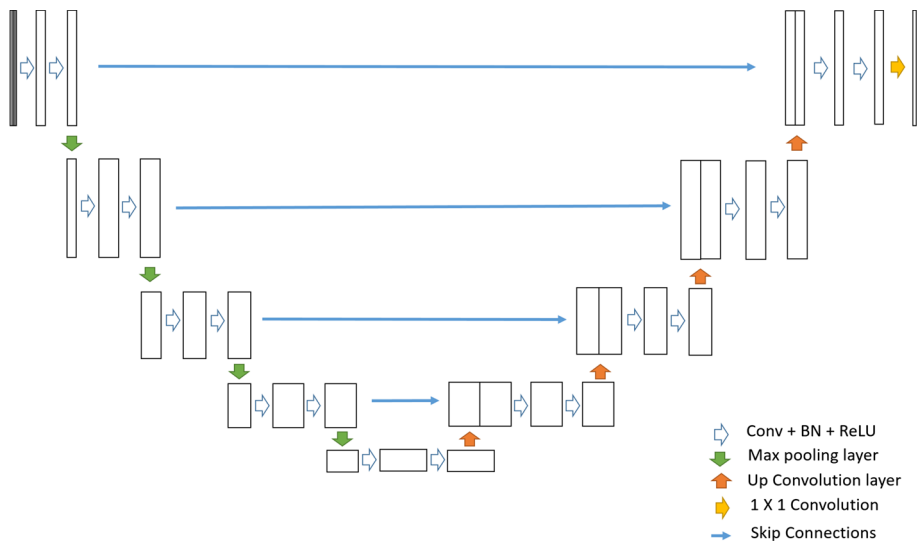 Conv + BN + ReLU
Max pooling layer
Up Convolution layer
1 X 1 Convolution
Skip Connections